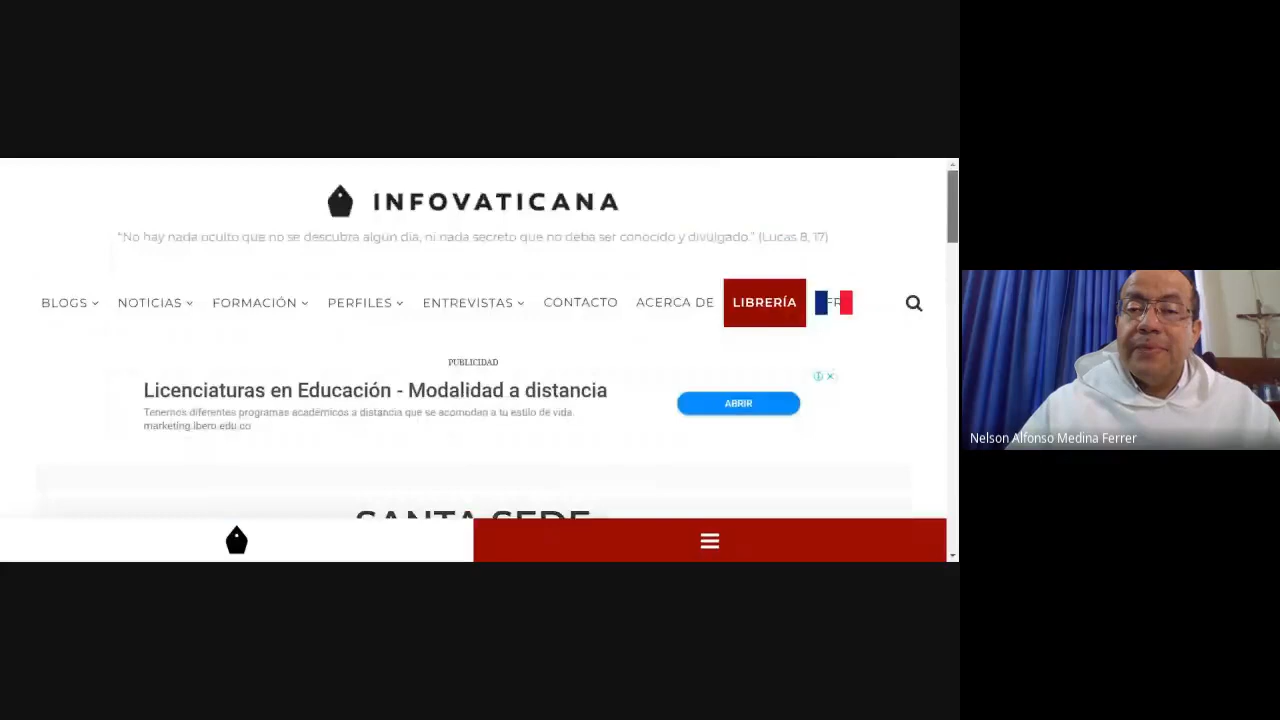 INFOVATICANA
"No hay nada oculto que no se descubra algún día, ni nada secreto que no deba ser conocido y divulgado." (Lucas 8, 17)
BLOGS NOTICIAS FORMACIÓN PERFILES ENTREVISTAS CONTACTO ACERCA DE LIBRERÍA FR
PUBLICIDAD
Licenciaturas en Educación - Modalidad a distancia
Tenemos diferentes programas académicos a distancia que se acomodan a tu estilo de vida.
marketing.ibero.edu.co
ABRIR
SANTA SEDE
Nelson Alfonso Medina Ferrer